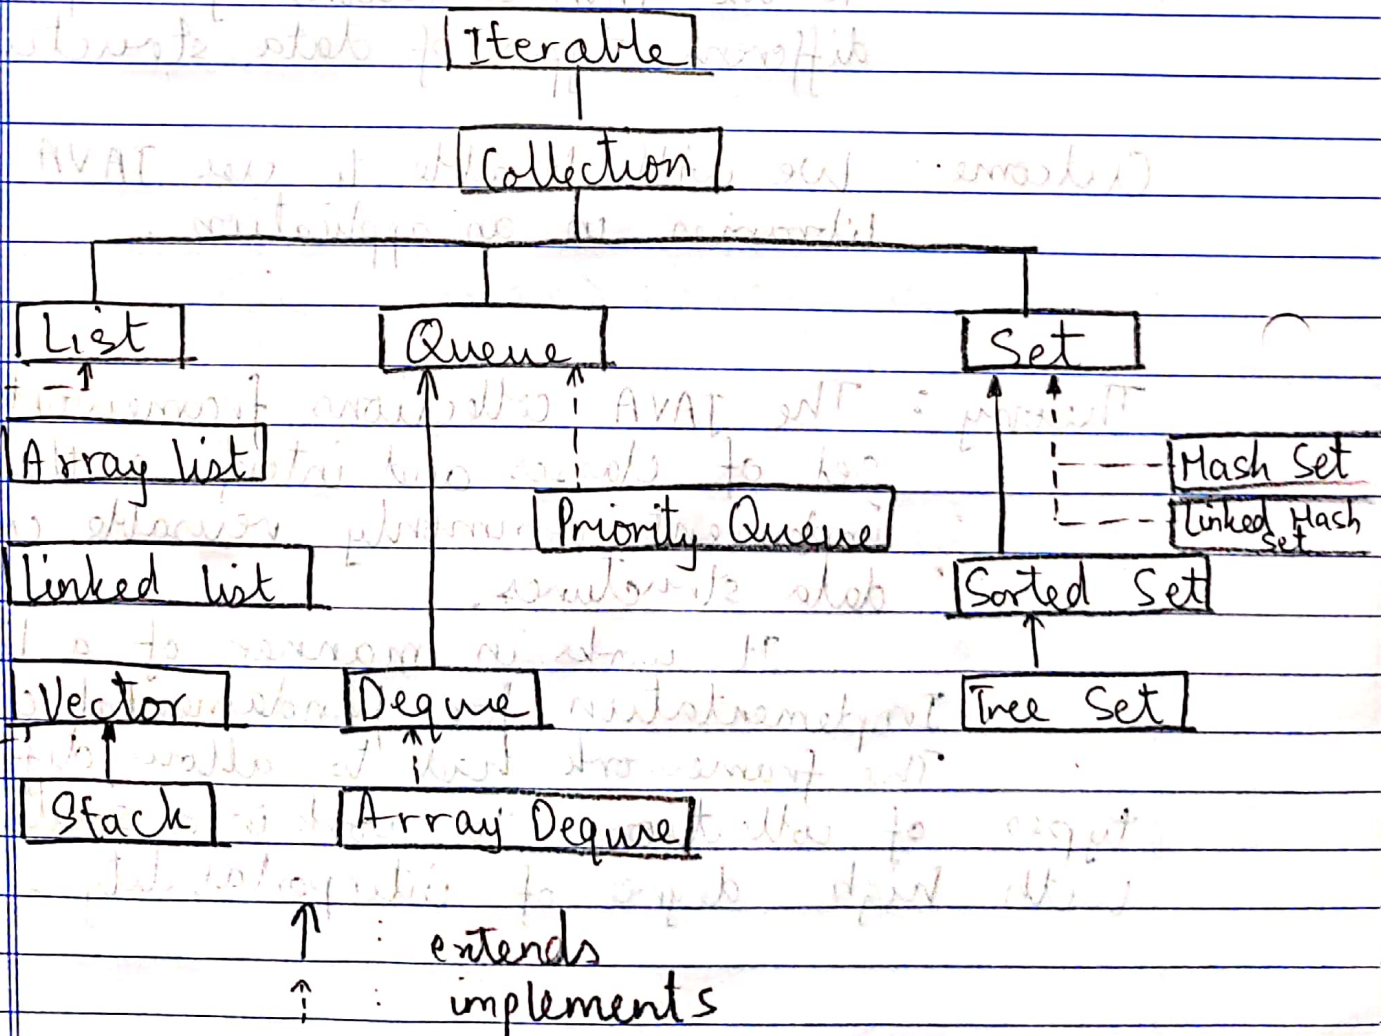 Iterable
Collection
List
Queue
Set
Array list
Hash Set
Priority Queue
Linked Hash
Set
Linked list
Sorted Set
Vector
Deque
Tree Set
Stack
Array Deque
: extends
: implements